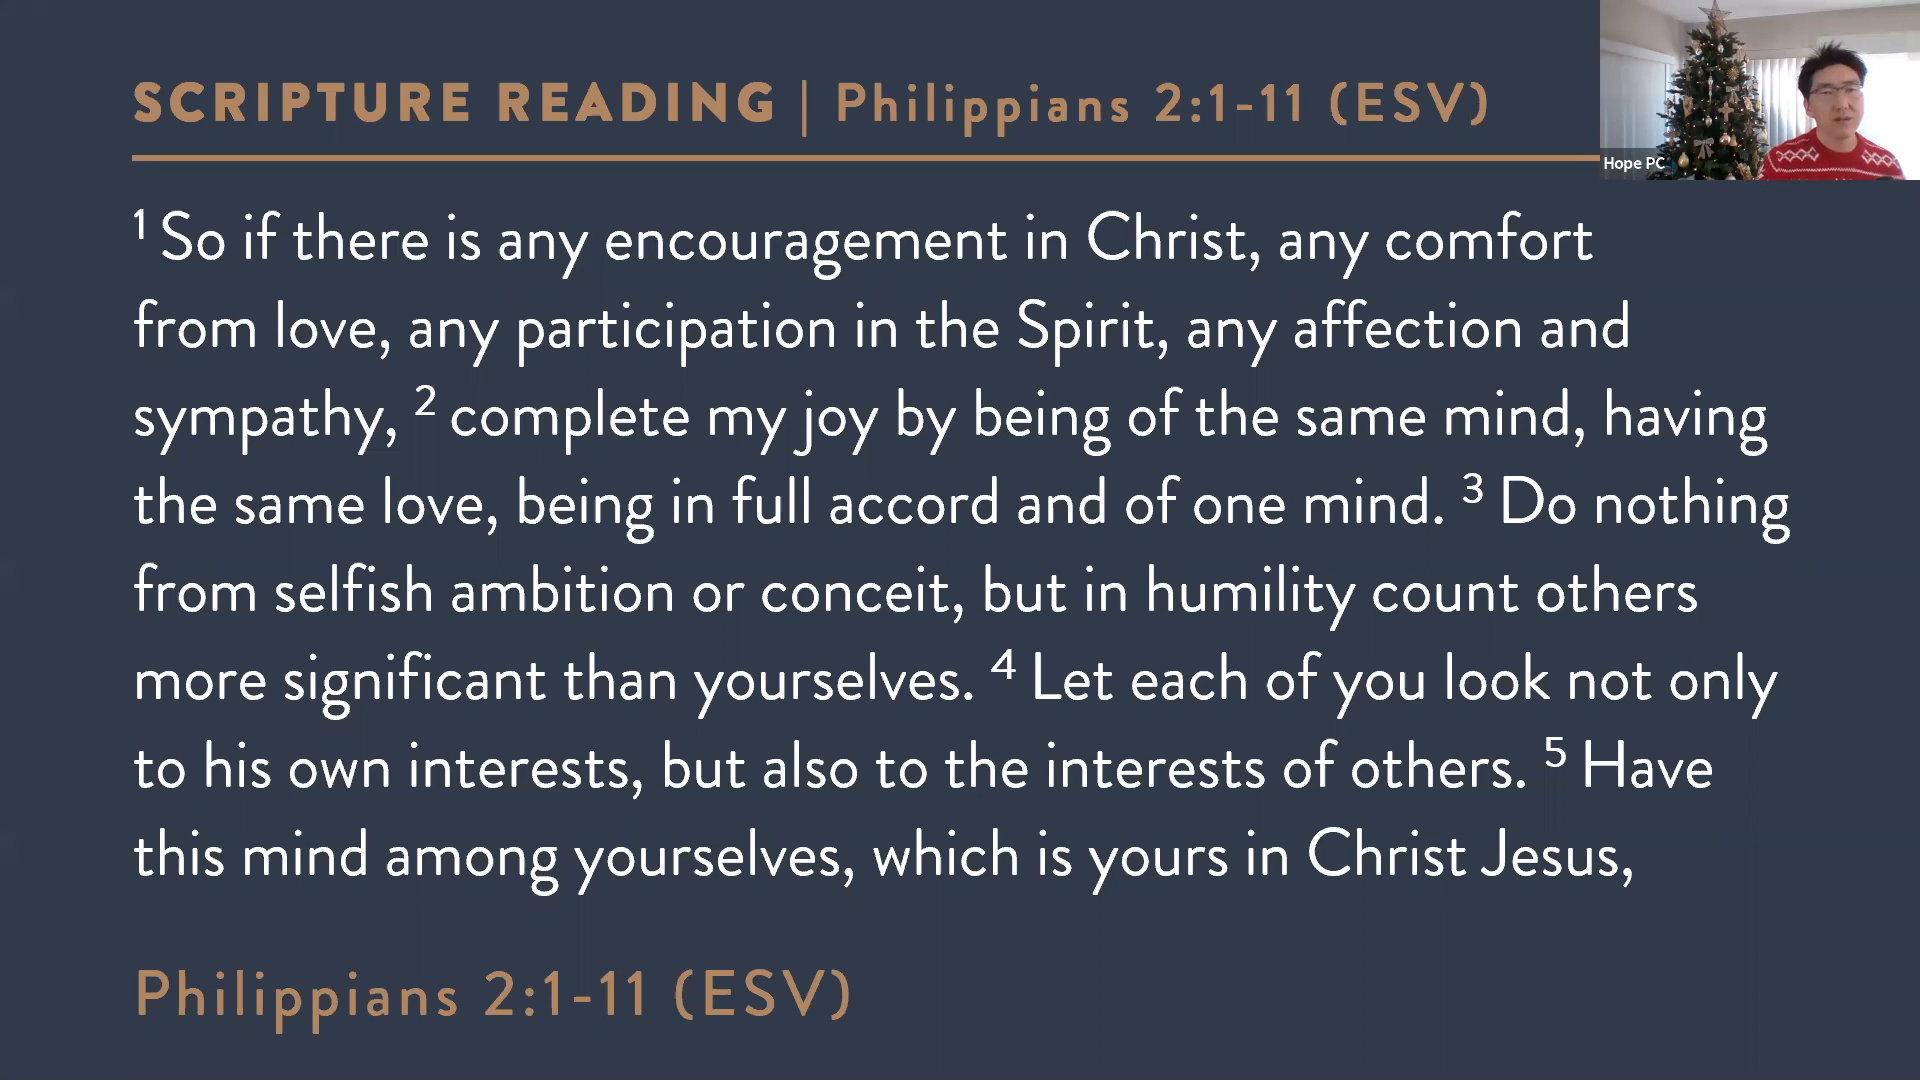 SCRIPTURE READING | Philippians 2:1-11 (ESV)
Hope PC
1 So if there is any encouragement in Christ, any comfort
from love, any participation in the Spirit, any affection and
sympathy, 2 complete my joy by being of the same mind, having
the same love, being in full accord and of one mind. 3 Do nothing
from selfish ambition or conceit, but in humility count others
more significant than yourselves. 4 Let each of you look not only
to his own interests, but also to the interests of others. 5 Have
this mind among yourselves, which is yours in Christ Jesus,
Philippians 2:1-11 (ESV)